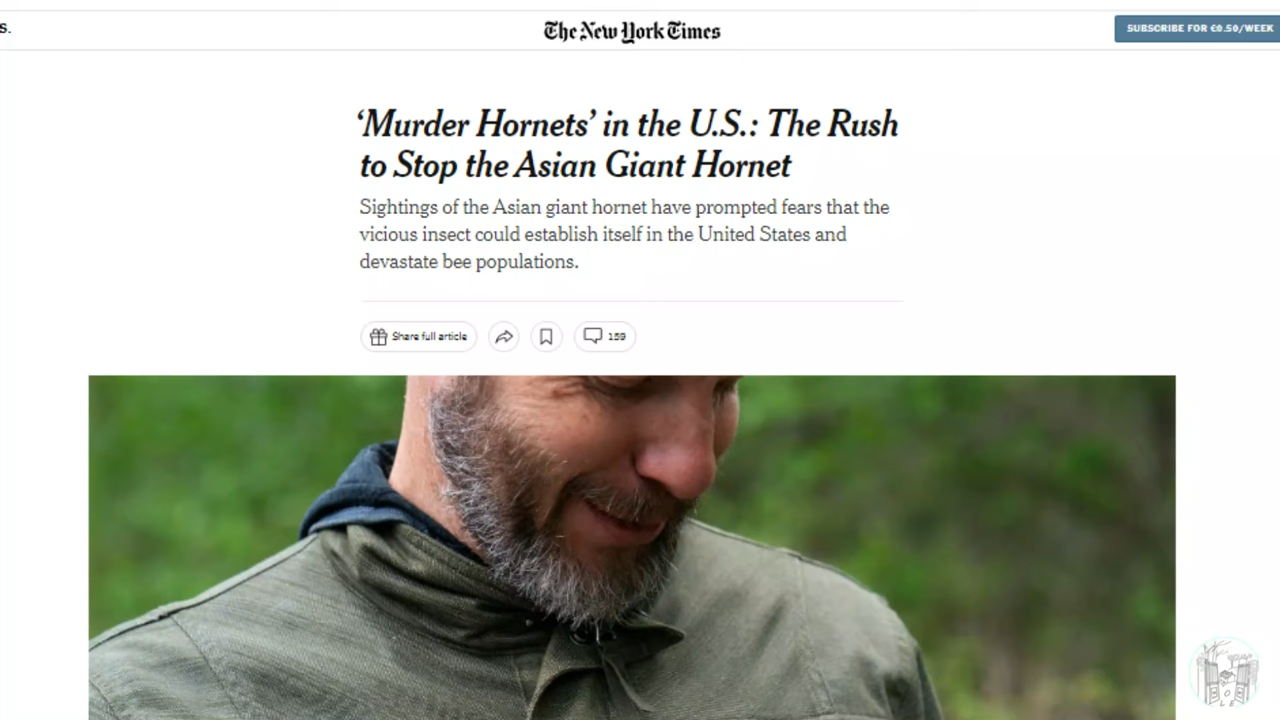 s.
The New York Times
SUBSCRIBE FOR €0.50/WEEK
‘Murder Hornets’ in the U.S.: The Rush
to Stop the Asian Giant Hornet
Sightings of the Asian giant hornet have prompted fears that the
vicious insect could establish itself in the United States and
devastate bee populations.
Share full article
159